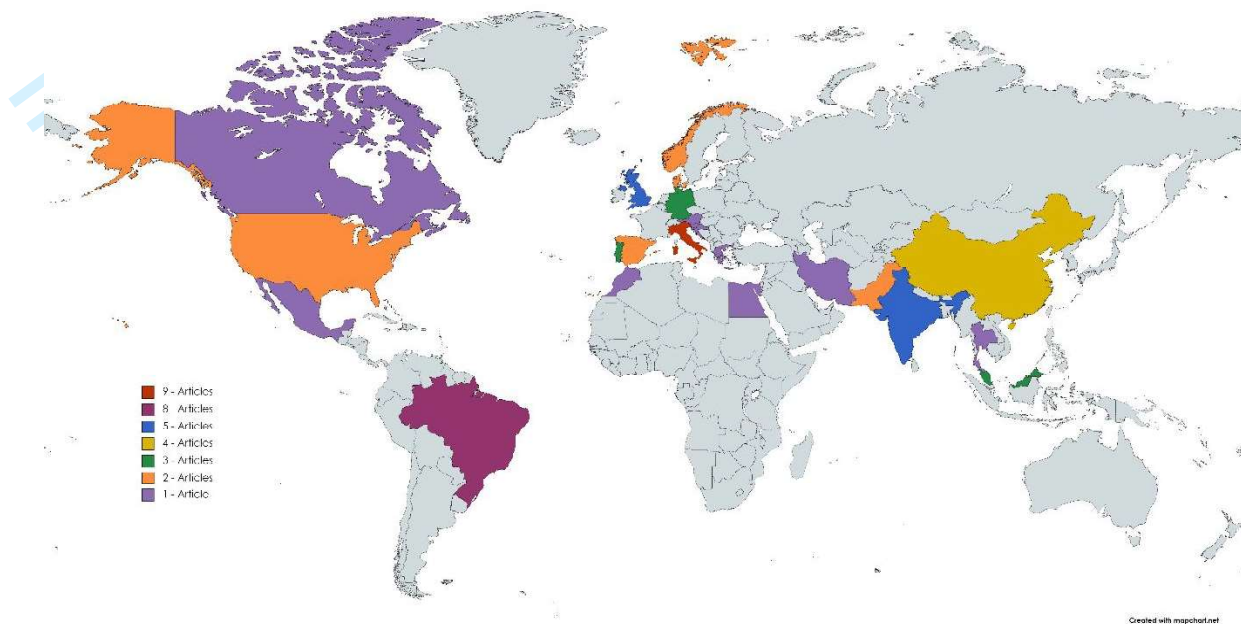 9 - Articles
8 - Articles
5 - Articles
4 - Articles
3 - Articles
2 - Articles
1 - Article
Created with mapchart.net